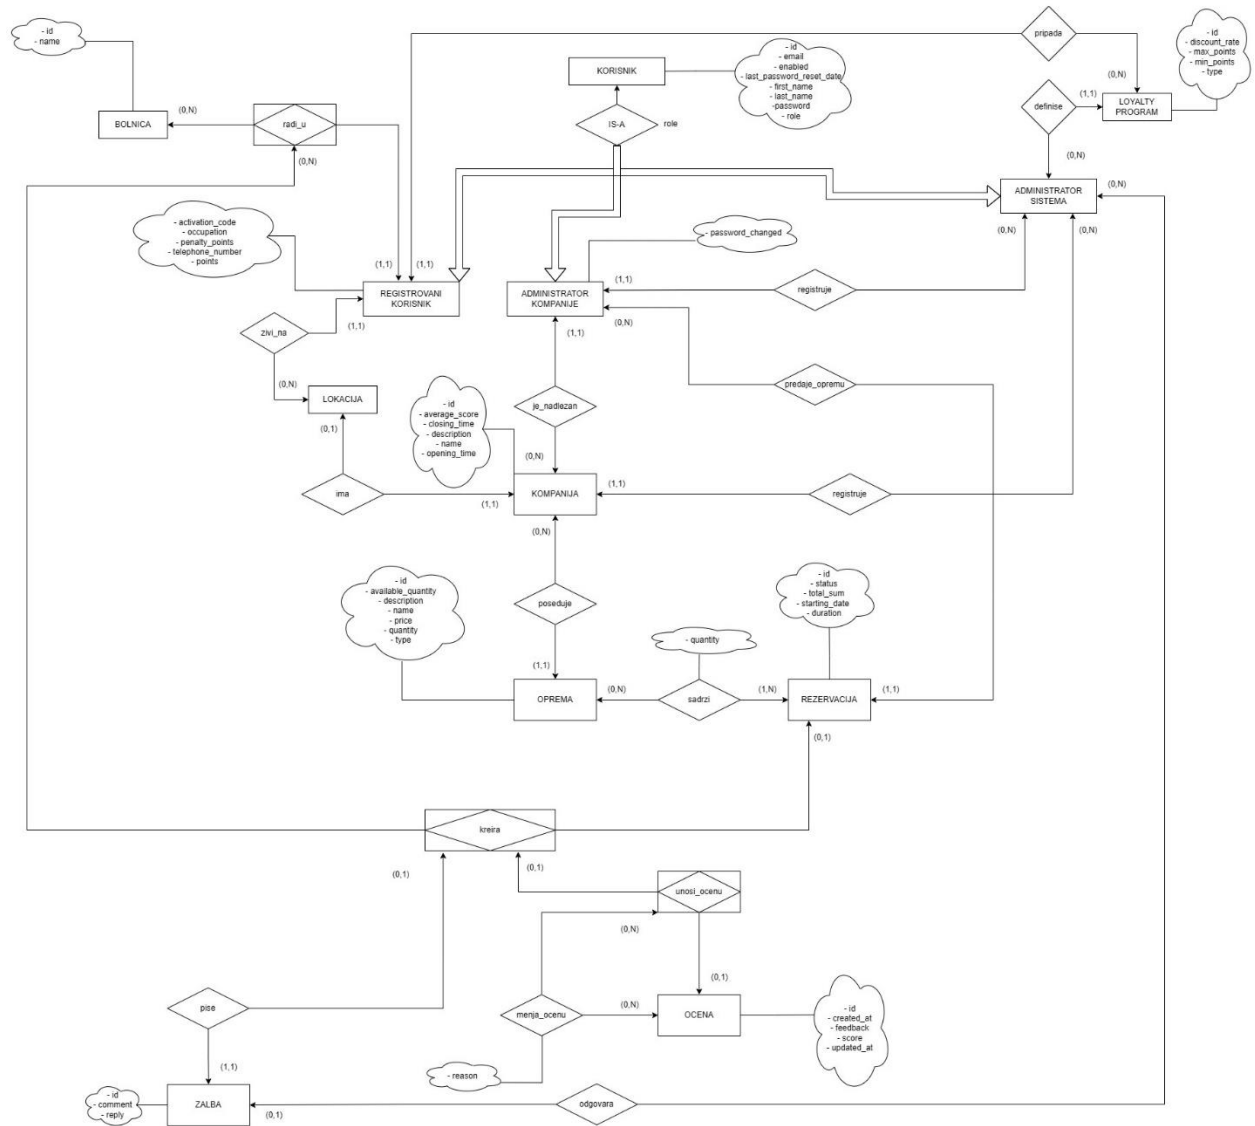 - id
- name
BOLNICA
(0,N)
radi_u
(0,N)
KORISNIK
- id
- email
- enabled
- last_password_reset_date
- first_name
- last_name
-password
- role
IS-A
role
pripada
- id
- discount_rate
- max_points
- min_points
- type
(0,N)
(1,1)
LOYALTY
PROGRAM
definise
(0,N)
ADMINISTRATOR
SISTEMA
(0,N)
(0,N)
(0,N)
- activation_code
- occupation
- penalty_points
- telephone_number
- points
(1,1)
(1,1)
REGISTROVANI
KORISNIK
(1,1)
- password_changed
ADMINISTRATOR
KOMPANIJE
(1,1)
(0,N)
(1,1)
registruje
zivi_na
(0,N)
LOKACIJA
(0,1)
predaje_opremu
je_nadlezan
- id
- average_score
- closing_time
- description
- name
- opening_time
(0,N)
KOMPANIJA
ima
(1,1)
(1,1)
registruje
(0,N)
poseduje
- id
- available_quantity
- description
- name
- price
- quantity
- type
(1,1)
OPREMA
(0,N)
- quantity
sadrzi
(1,N)
- id
- status
- total_sum
- starting_date
- duration
REZERVACIJA
(1,1)
(0,1)
kreira
(0,1)
(0,1)
unosi_ocenu
(0,N)
(0,1)
pise
menja_ocenu
(0,N)
OCENA
- id
- created_at
- feedback
- score
- updated_at
(1,1)
- reason
- id
- comment
- reply
ZALBA
(0,1)
odgovara